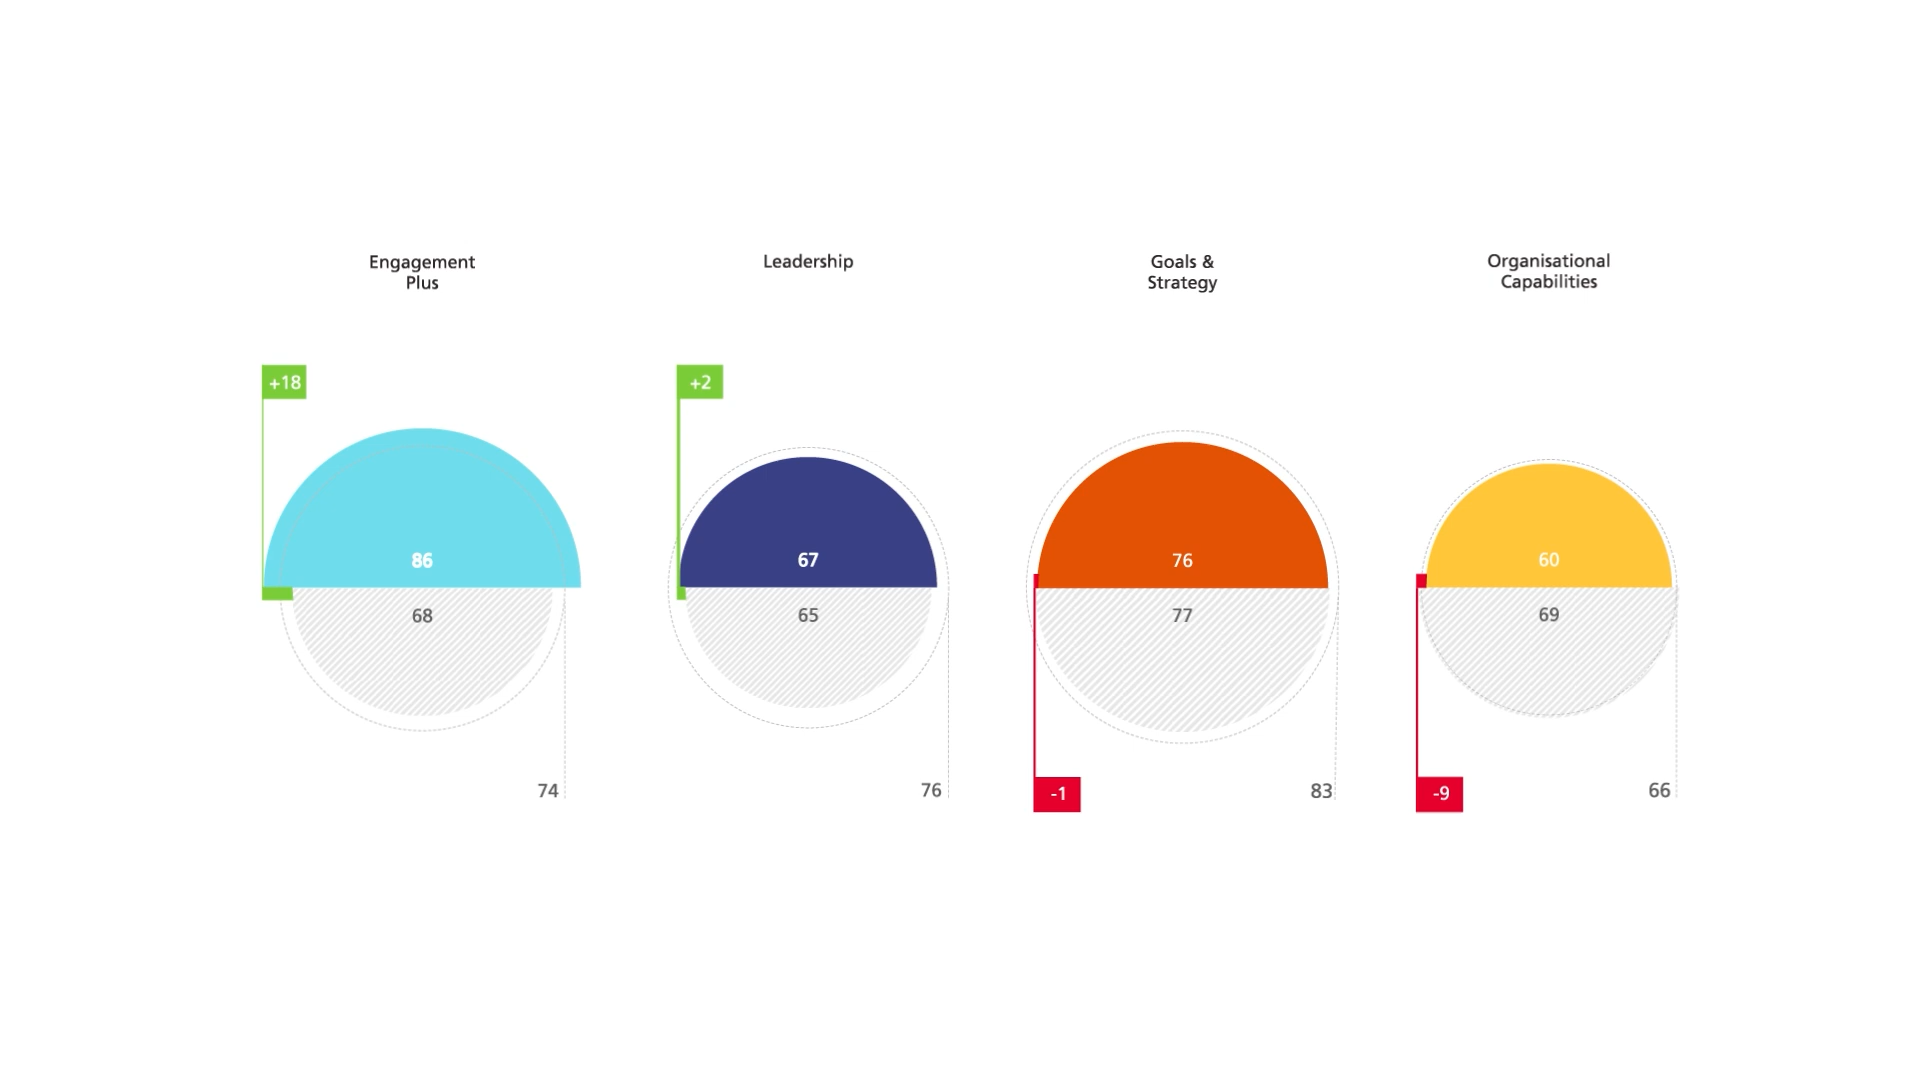 Engagement
Plus
Leadership
Goals &
Strategy
Organisational
Capabilities
+18
+2
86
67
76
60
68
65
77
69
74
76
83
66
-1
-9